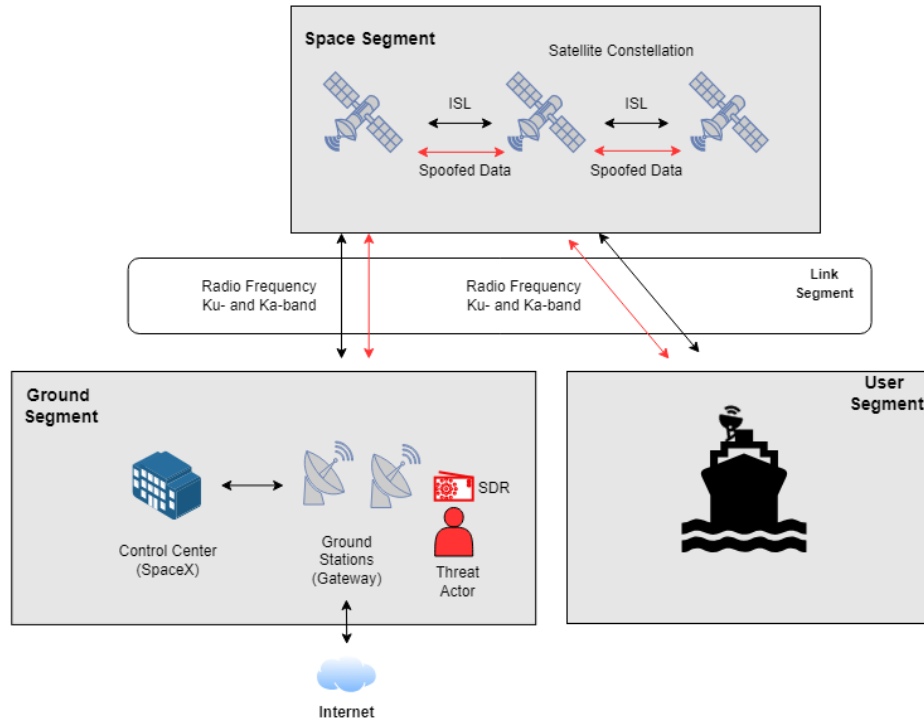 Space Segment
Satellite Constellation
ISL
ISL
Spoofed Data
Spoofed Data
Radio Frequency
Ku- and Ka-band
Radio Frequency
Ku- and Ka-band
Link
Segment
Ground
Segment
User
Segment
SDR
Control Center
(SpaceX)
Ground
Stations
(Gateway)
Threat
Actor
Internet